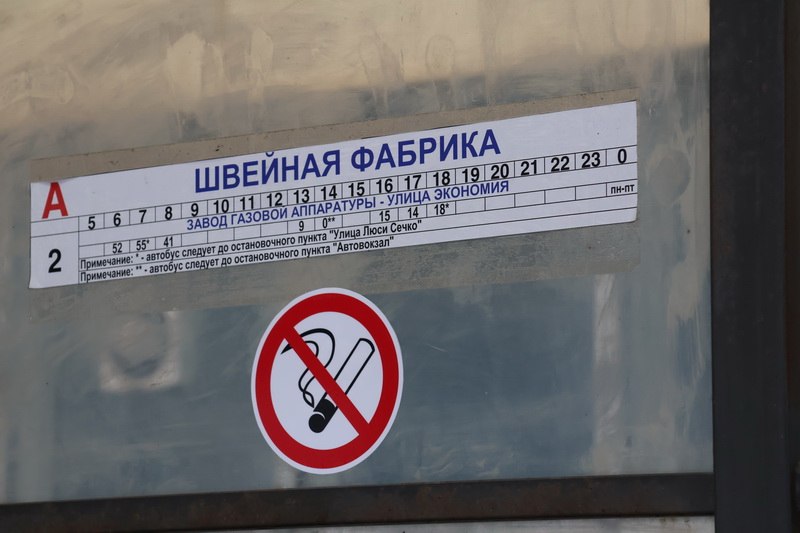 ШВЕЙНАЯ ФАБРИКА
А
5 6 7 8 9 10 11 12 13 14 15 16 17 18 19 20 21 22 23 0
ЗАВОД ГАЗОВОЙ АППАРАТУРЫ - УЛИЦА ЭКОНОМИЯ
пн-пт
2
52 55* 41 9 0** 15 14 18*
Примечание: * - автобус следует до остановочного пункта "Улица Люси Сечко"
Примечание: ** - автобус следует до остановочного пункта "Автовокзал"